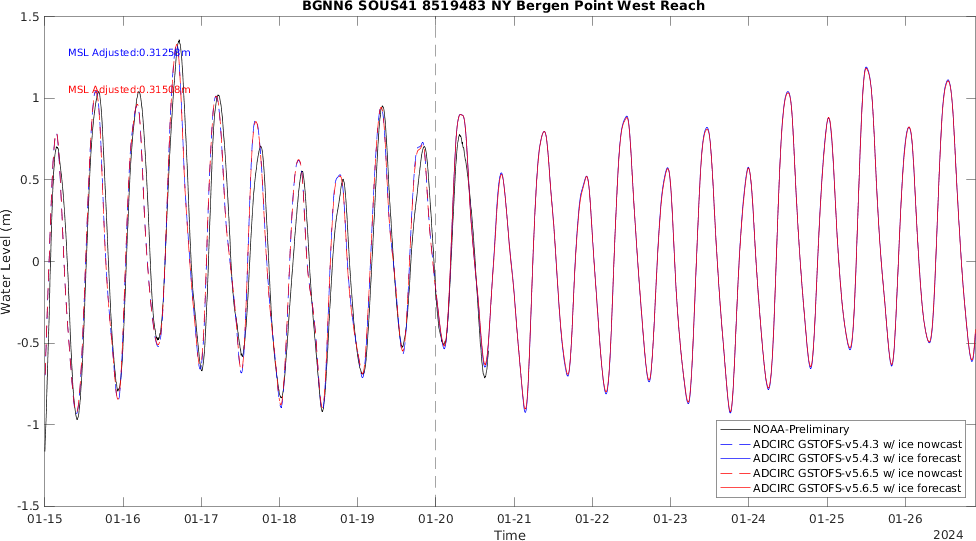 BGNN6 SOUS41 8519483 NY Bergen Point West Reach
MSL Adjusted:0.31258m
MSL Adjusted:0.31508m
Water Level (m)
1.5
1
0.5
0
-0.5
-1
-1.5
NOAA-Preliminary
ADCIRC GSTOFS-v5.4.3 w/ ice nowcast
ADCIRC GSTOFS-v5.4.3 w/ ice forecast
ADCIRC GSTOFS-v5.6.5 w/ ice nowcast
ADCIRC GSTOFS-v5.6.5 w/ ice forecast
01-15 01-16 01-17 01-18 01-19 01-20 01-21 01-22 01-23 01-24 01-25 01-26
Time
2024